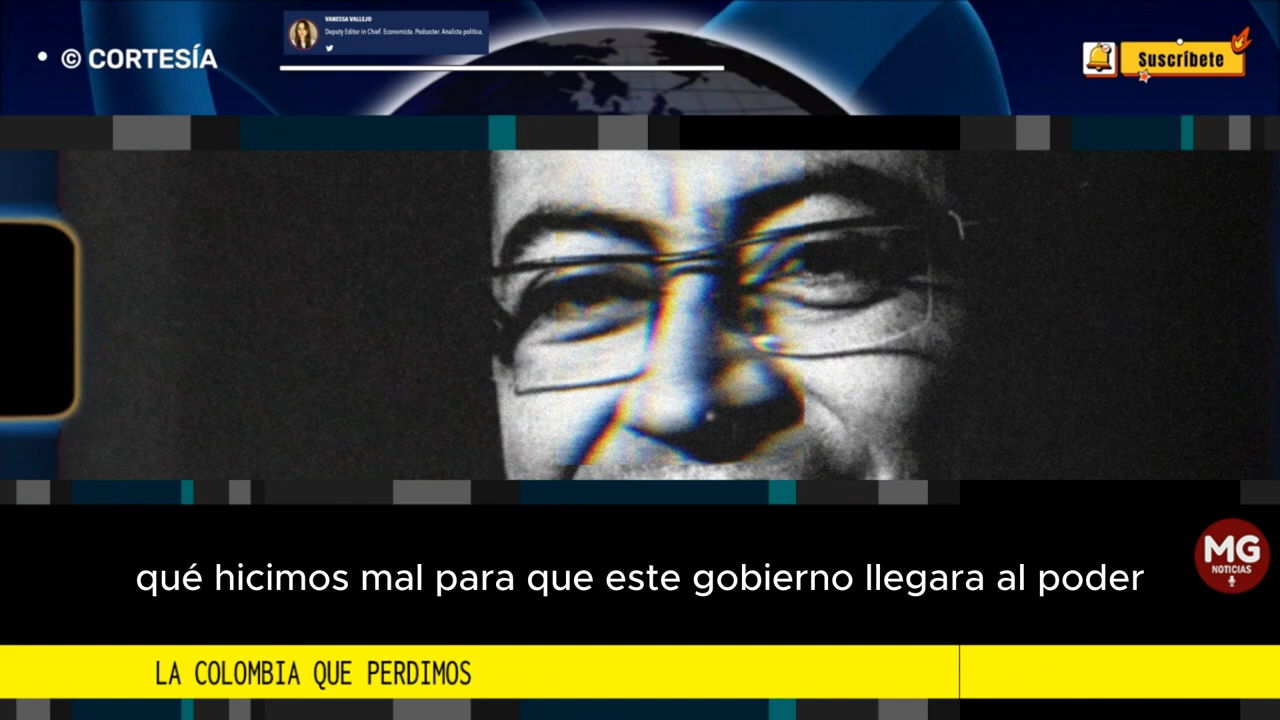 • © CORTESÍA
VANESSA VALLEJO
Deputy Editor in Chief. Economista. Podcaster. Analista política.
Suscríbete
qué hicimos mal para que este gobierno llegara al poder
MG
NOTICIAS
LA COLOMBIA QUE PERDIMOS